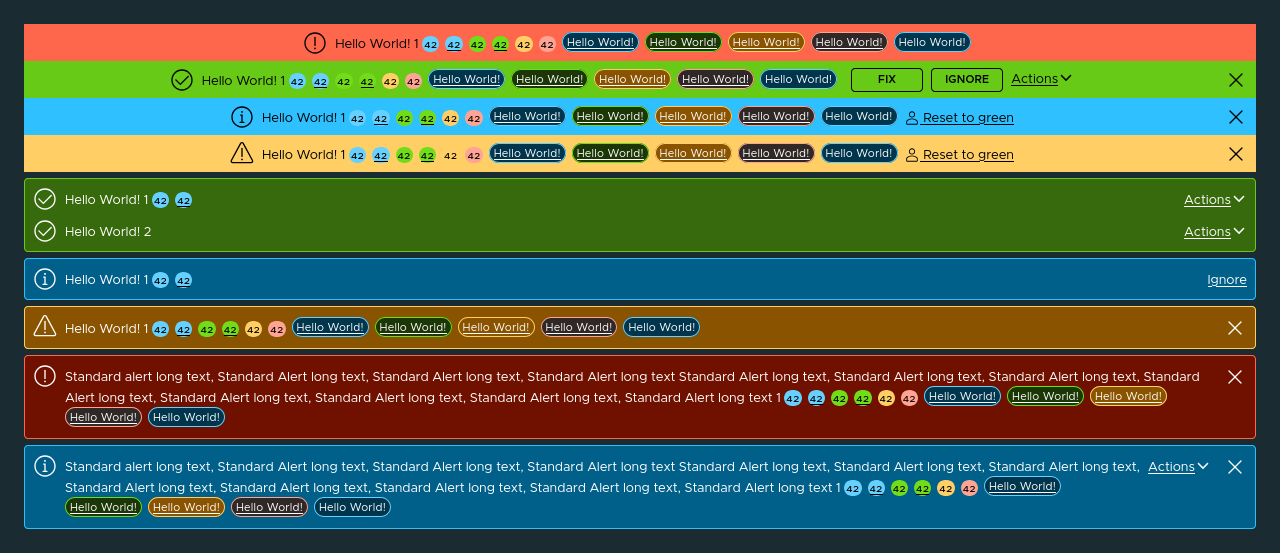 Hello World! 1 42 42 42 42 42 42 Hello World! Hello World! Hello World! Hello World! Hello World!
Hello World! 1 42 42 42 42 42 42 Hello World! Hello World! Hello World! Hello World! Hello World! FIX IGNORE Actions
Hello World! 1 42 42 42 42 42 42 Hello World! Hello World! Hello World! Hello World! Hello World! Reset to green
Hello World! 1 42 42 42 42 42 42 Hello World! Hello World! Hello World! Hello World! Hello World! Reset to green
Hello World! 1 42 42 Actions
Hello World! 2 Actions
Hello World! 1 42 42 Ignore
Hello World! 1 42 42 42 42 42 42 Hello World! Hello World! Hello World! Hello World! Hello World!
Standard alert long text, Standard Alert long text, Standard Alert long text, Standard Alert long text Standard Alert long text, Standard Alert long text, Standard Alert long text, Standard
Alert long text, Standard Alert long text, Standard Alert long text, Standard Alert long text, Standard Alert long text 1 42 42 42 42 42 42 Hello World! Hello World! Hello World!
Hello World! Hello World!
Standard alert long text, Standard Alert long text, Standard Alert long text, Standard Alert long text Standard Alert long text, Standard Alert long text, Standard Alert long text, Actions
Standard Alert long text, Standard Alert long text, Standard Alert long text, Standard Alert long text, Standard Alert long text 1 42 42 42 42 42 42 Hello World!
Hello World! Hello World! Hello World! Hello World!